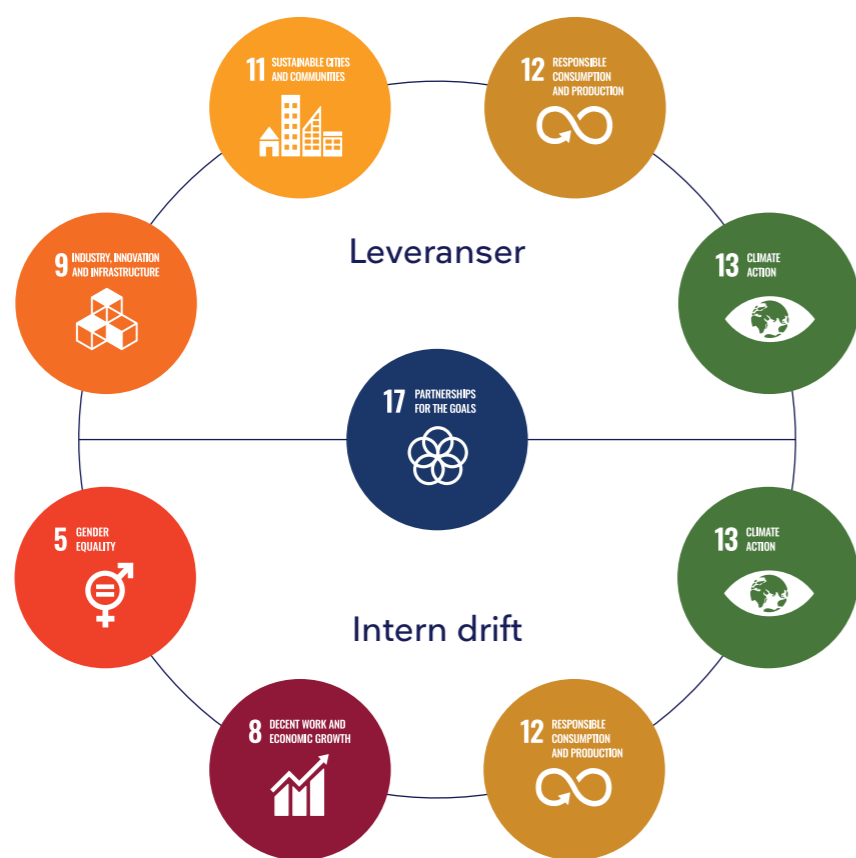 11 SUSTAINABLE CITIES
AND COMMUNITIES
12 RESPONSIBLE
CONSUMPTION
AND PRODUCTION
9 INDUSTRY, INNOVATION
AND INFRASTRUCTURE
Leveranser
13 CLIMATE
ACTION
17 PARTNERSHIPS
FOR THE GOALS
5 GENDER
EQUALITY
13 CLIMATE
ACTION
Intern drift
8 DECENT WORK AND
ECONOMIC GROWTH
12 RESPONSIBLE
CONSUMPTION
AND PRODUCTION